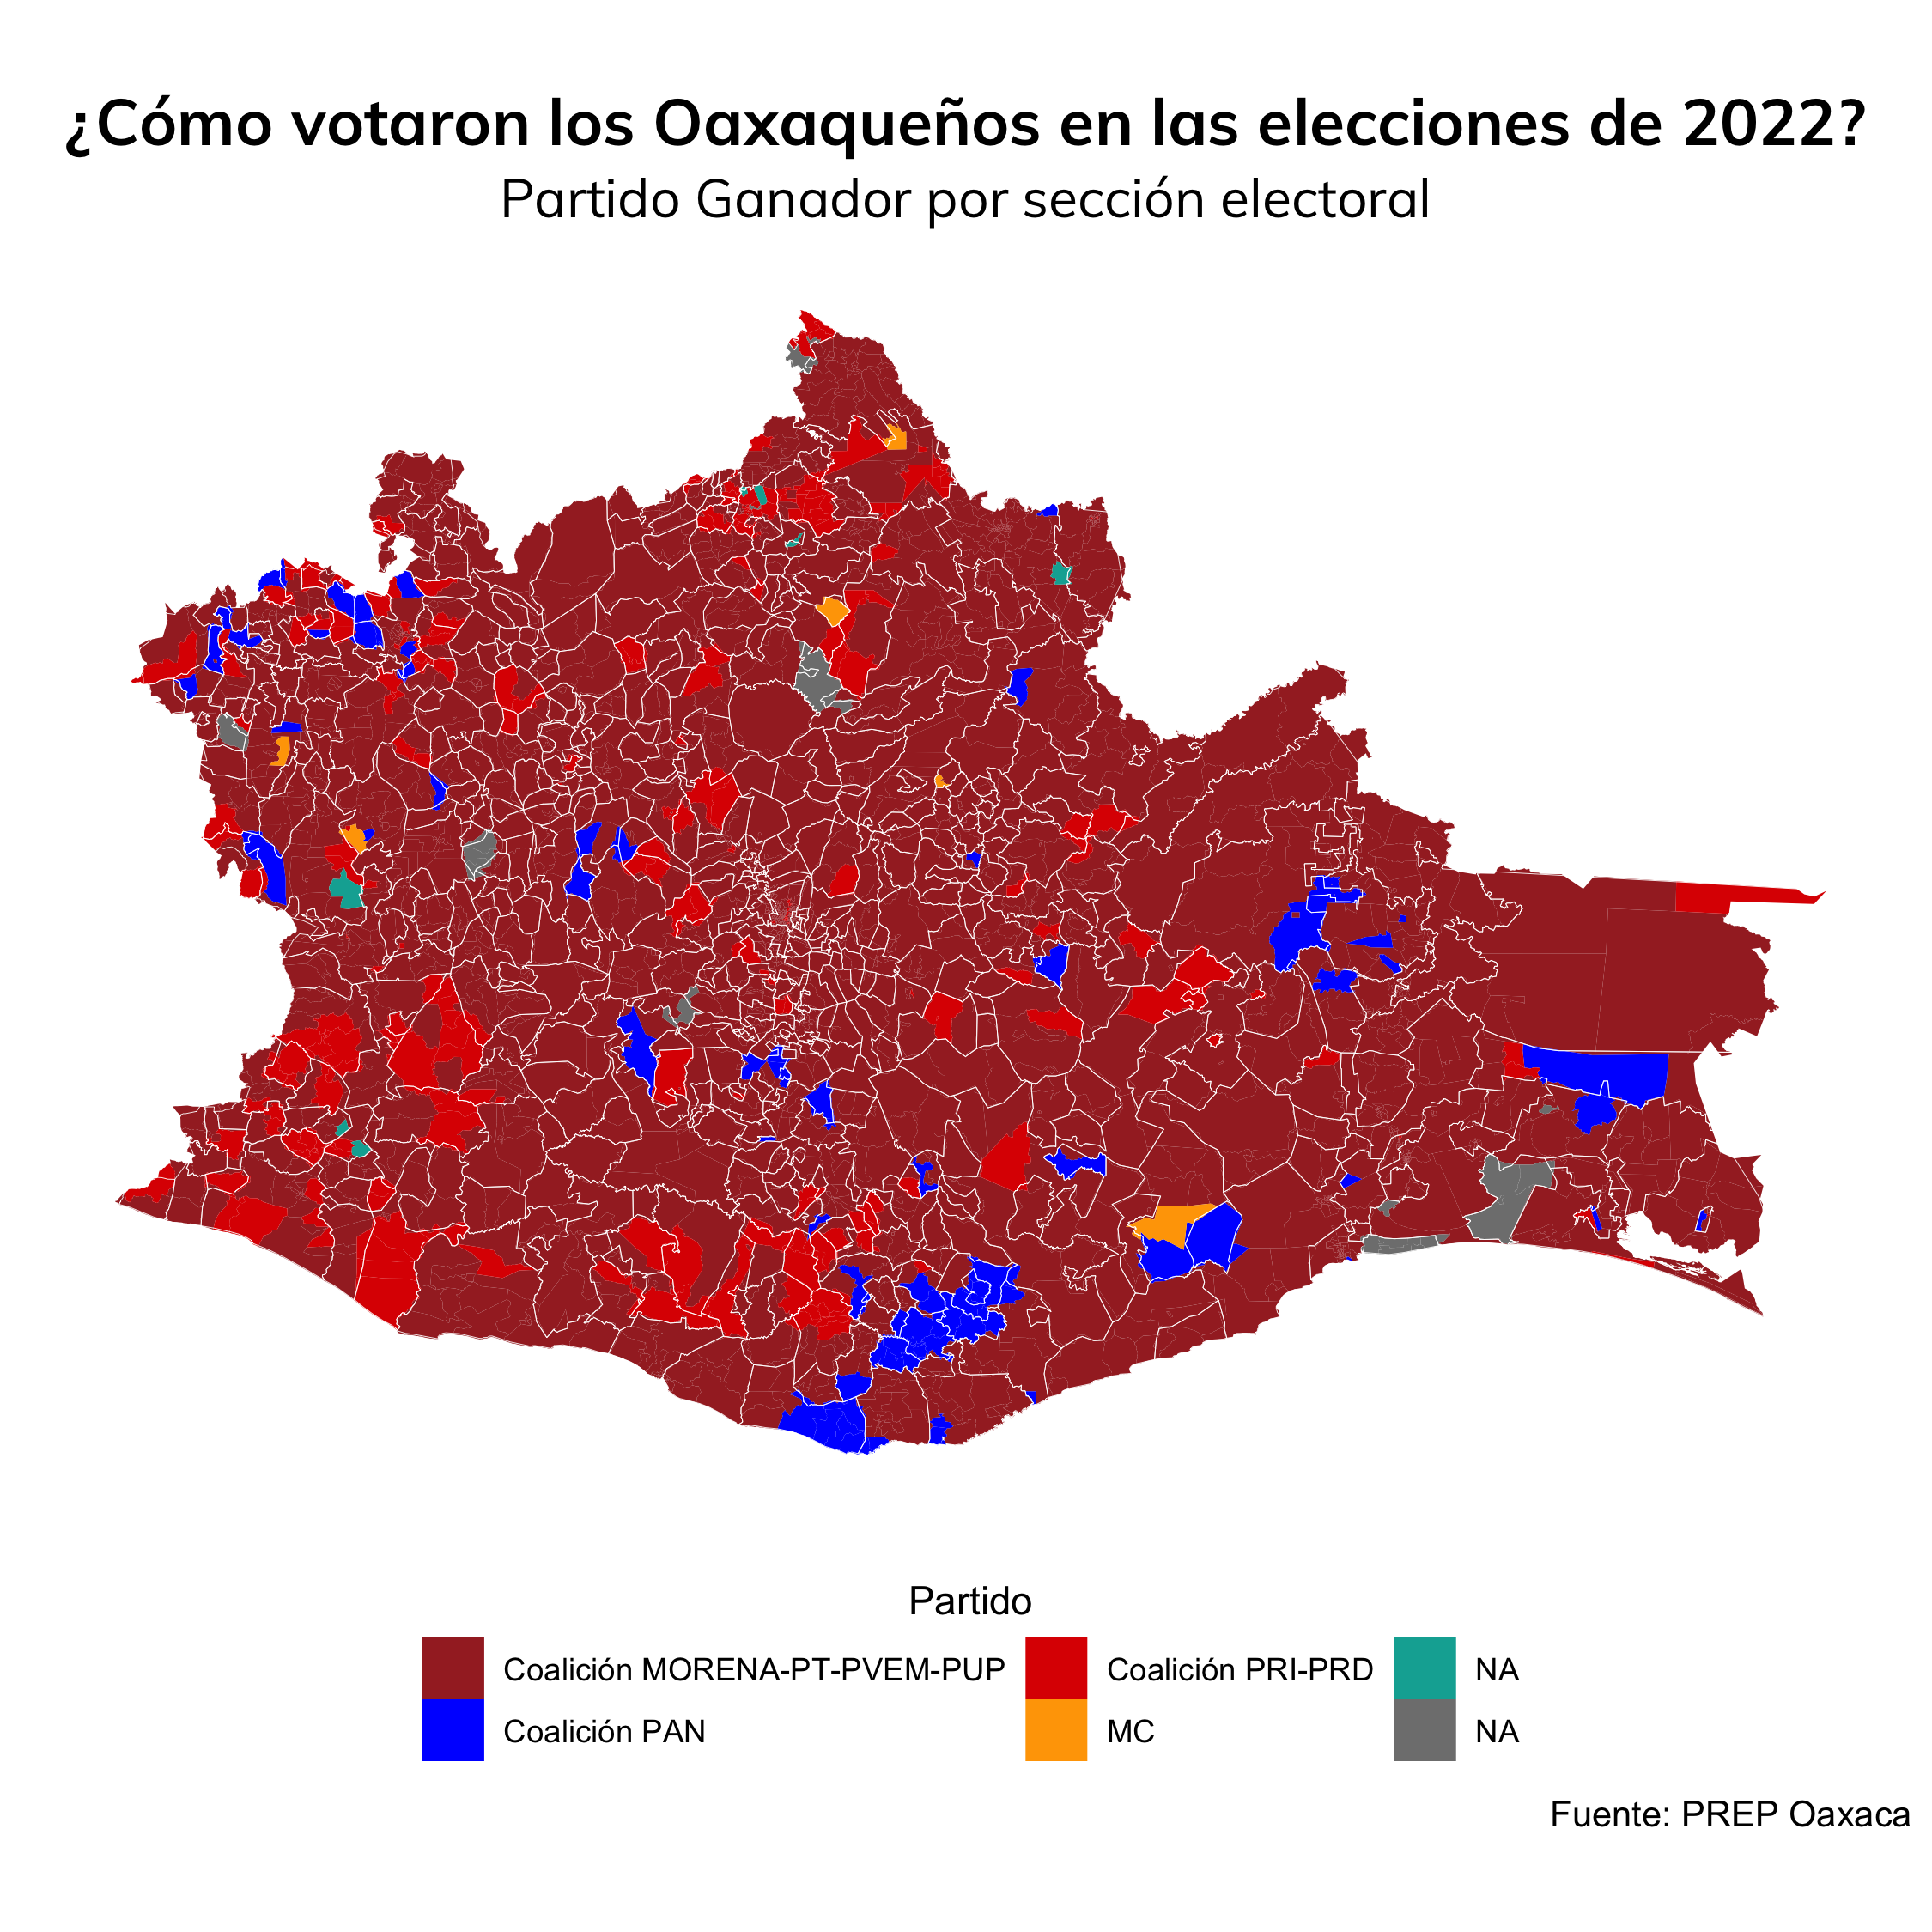 ¿Cómo votaron los Oaxaqueños en las elecciones de 2022?
Partido Ganador por sección electoral
Partido
Coalición MORENA-PT-PVEM-PUP
Coalición PAN
Coalición PRI-PRD
MC
NA
NA
Fuente: PREP Oaxaca